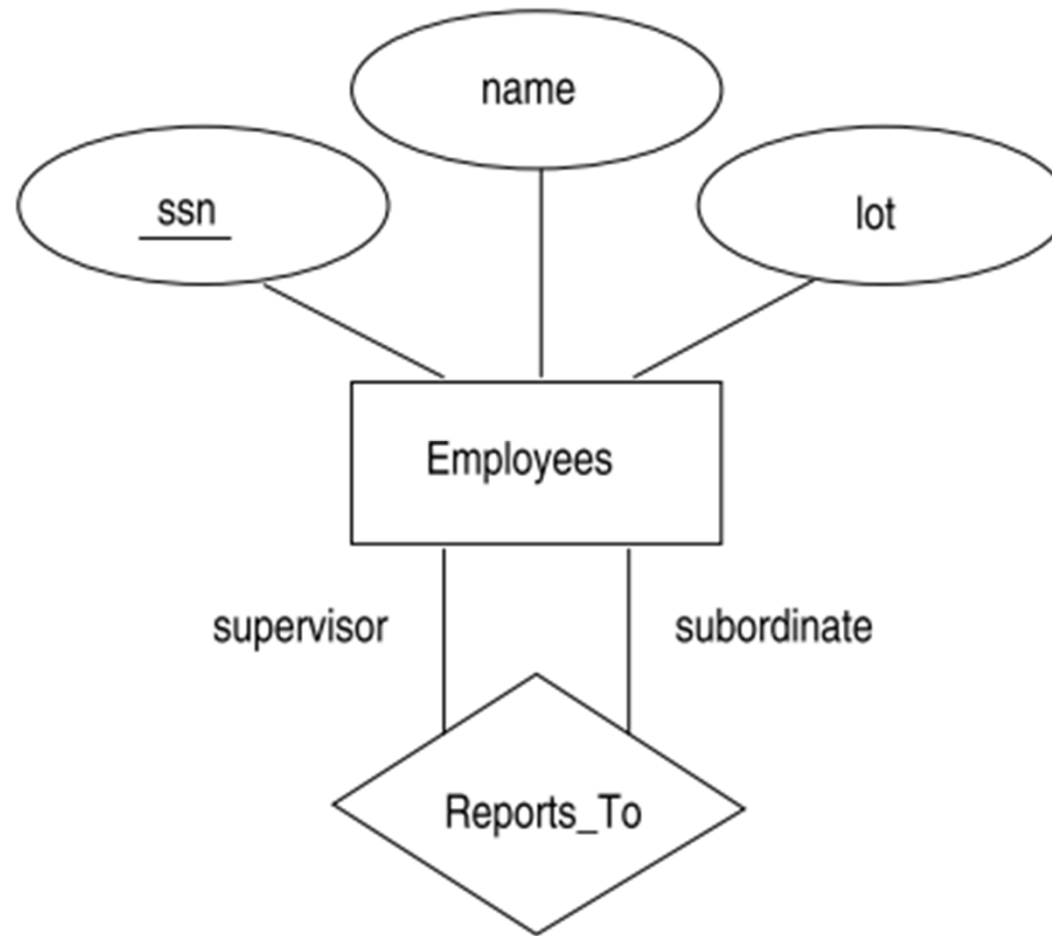 name
ssn
lot
Employees
supervisor
subordinate
Reports_To